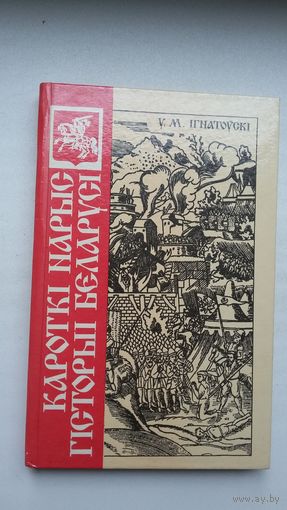 У. М. ІГНАТОЎСКІ
КАРОТКІ НАРЫС
ГІСТОРЫІ БЕЛАРУСІ
www.ay.by